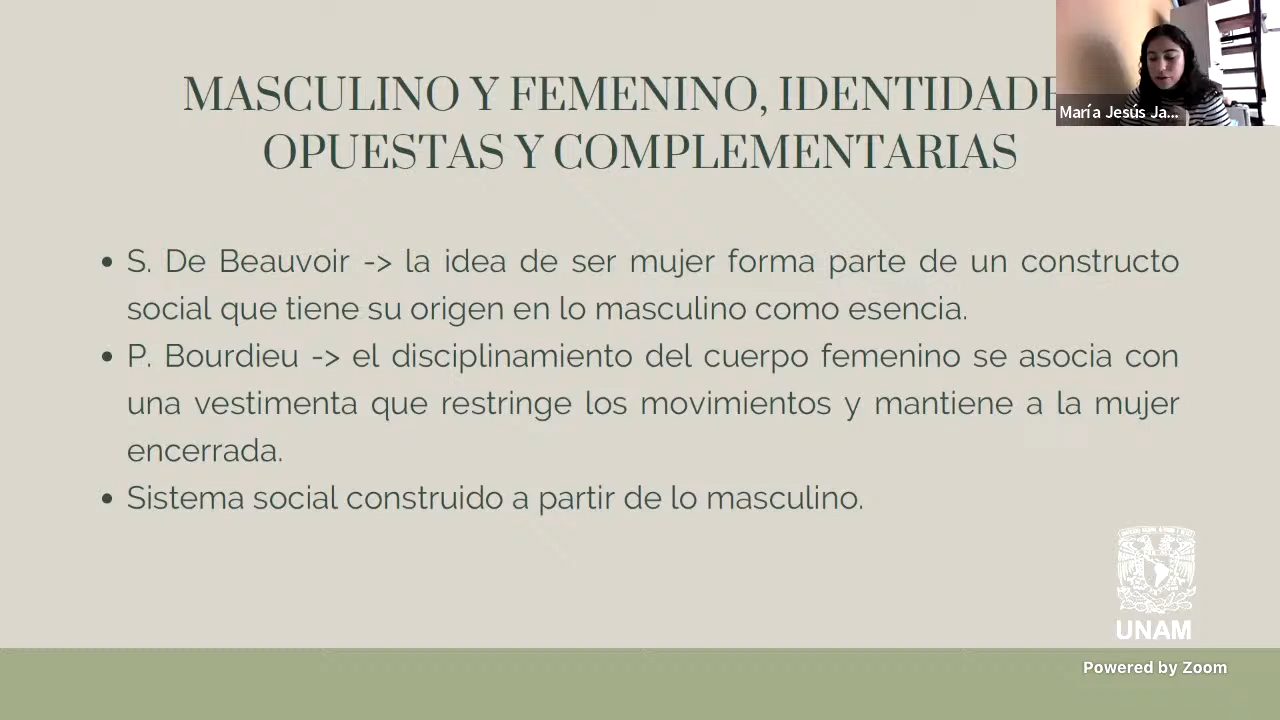 MASCULINO Y FEMENINO, IDENTIDADE
OPUESTAS Y COMPLEMENTARIAS
María Jesús Ja...
• S. De Beauvoir -> la idea de ser mujer forma parte de un constructo
social que tiene su origen en lo masculino como esencia.
• P. Bourdieu -> el disciplinamiento del cuerpo femenino se asocia con
una vestimenta que restringe los movimientos y mantiene a la mujer
encerrada.
• Sistema social construido a partir de lo masculino.
UNAM
Powered by Zoom